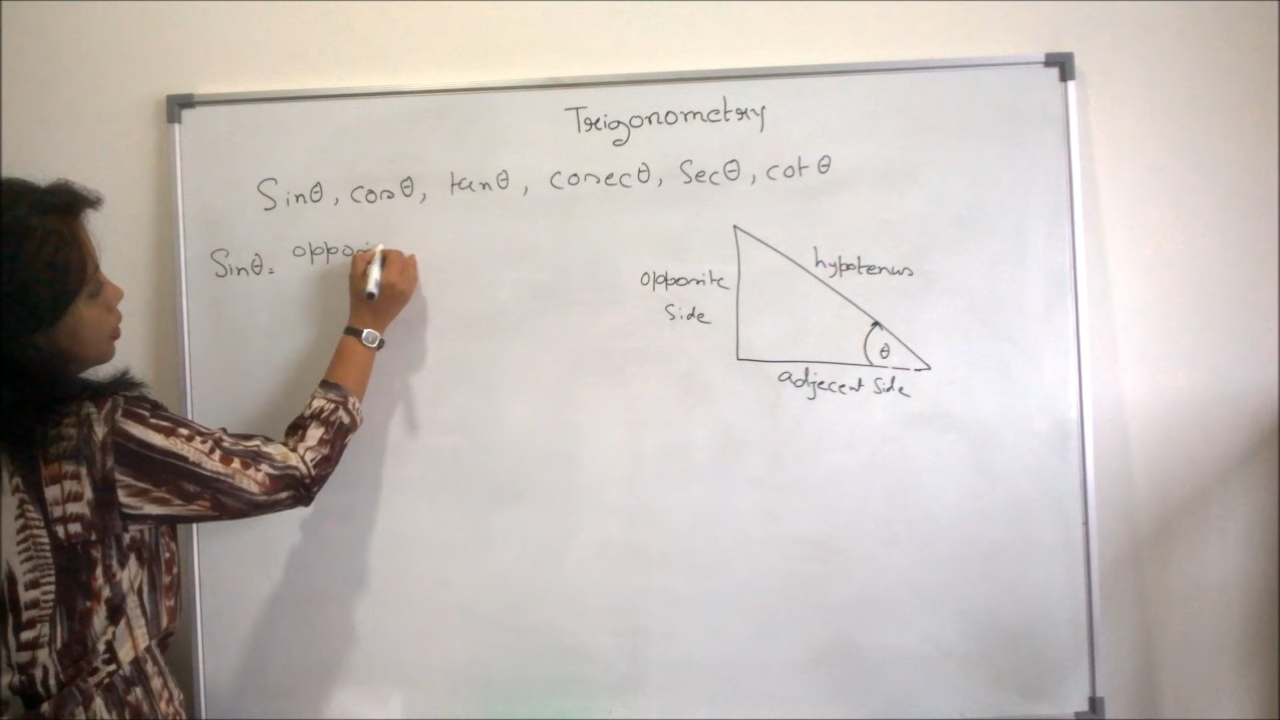 Trigonometry
Sinθ, cosθ, tanθ, cosecθ, Secθ, cotθ
Sinθ=
opposite
Side
hypotenus
θ
adjecent Side